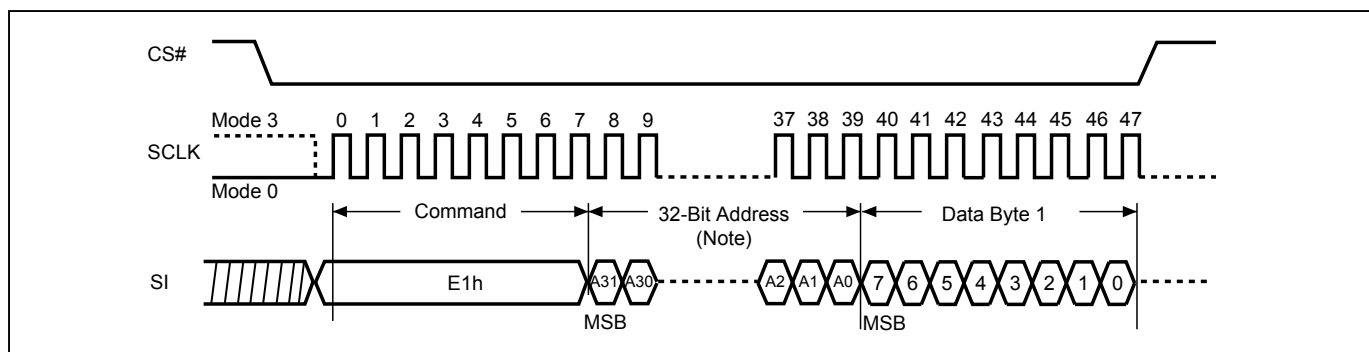 CS#
Mode 3 0 1 2 3 4 5 6 7 8 9 37 38 39 40 41 42 43 44 45 46 47
SCLK
Mode 0
Command 32-Bit Address Data Byte 1
(Note)
SI E1h A31 A30 A2 A1 A0 7 6 5 4 3 2 1 0
MSB MSB